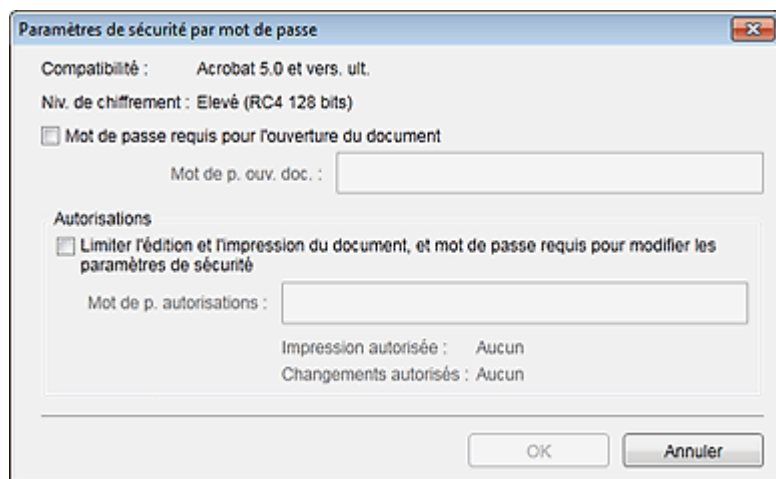 Paramètres de sécurité par mot de passe
Compatibilité : Acrobat 5.0 et vers. ult.
Niv. de chiffrement : Elevé (RC4 128 bits)
Mot de passe requis pour l'ouverture du document
Mot de p. ouv. doc. :
Autorisations
Limiter l'édition et l'impression du document, et mot de passe requis pour modifier les
paramètres de sécurité
Mot de p. autorisations :
Impression autorisée : Aucun
Changements autorisés : Aucun
OK Annuler